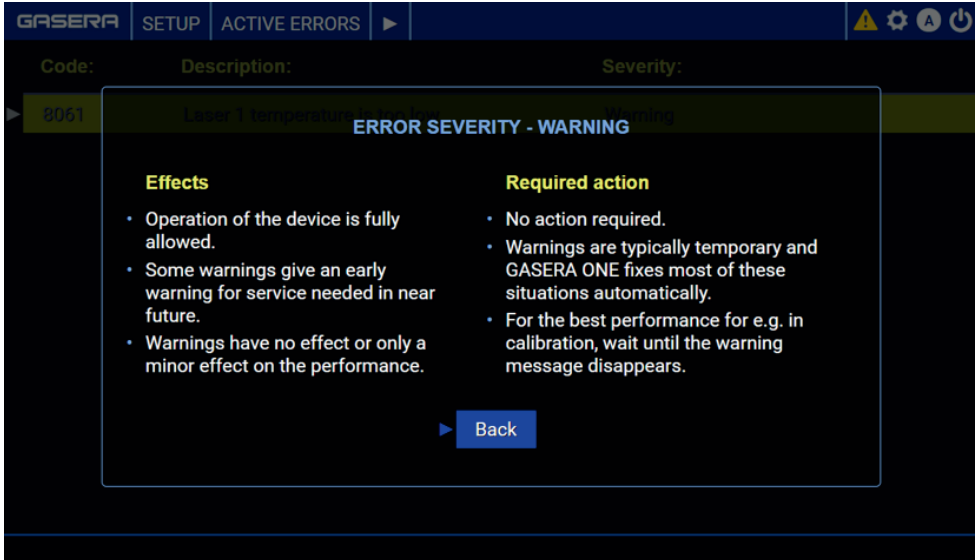 GASERA SETUP ACTIVE ERRORS
A
Code: Description: Severity:
8061 Laser 1 temperature is too low Warning
ERROR SEVERITY - WARNING
Effects
• Operation of the device is fully
allowed.
• Some warnings give an early
warning for service needed in near
future.
• Warnings have no effect or only a
minor effect on the performance.
Required action
• No action required.
• Warnings are typically temporary and
GASERA ONE fixes most of these
situations automatically.
• For the best performance for e.g. in
calibration, wait until the warning
message disappears.
Back